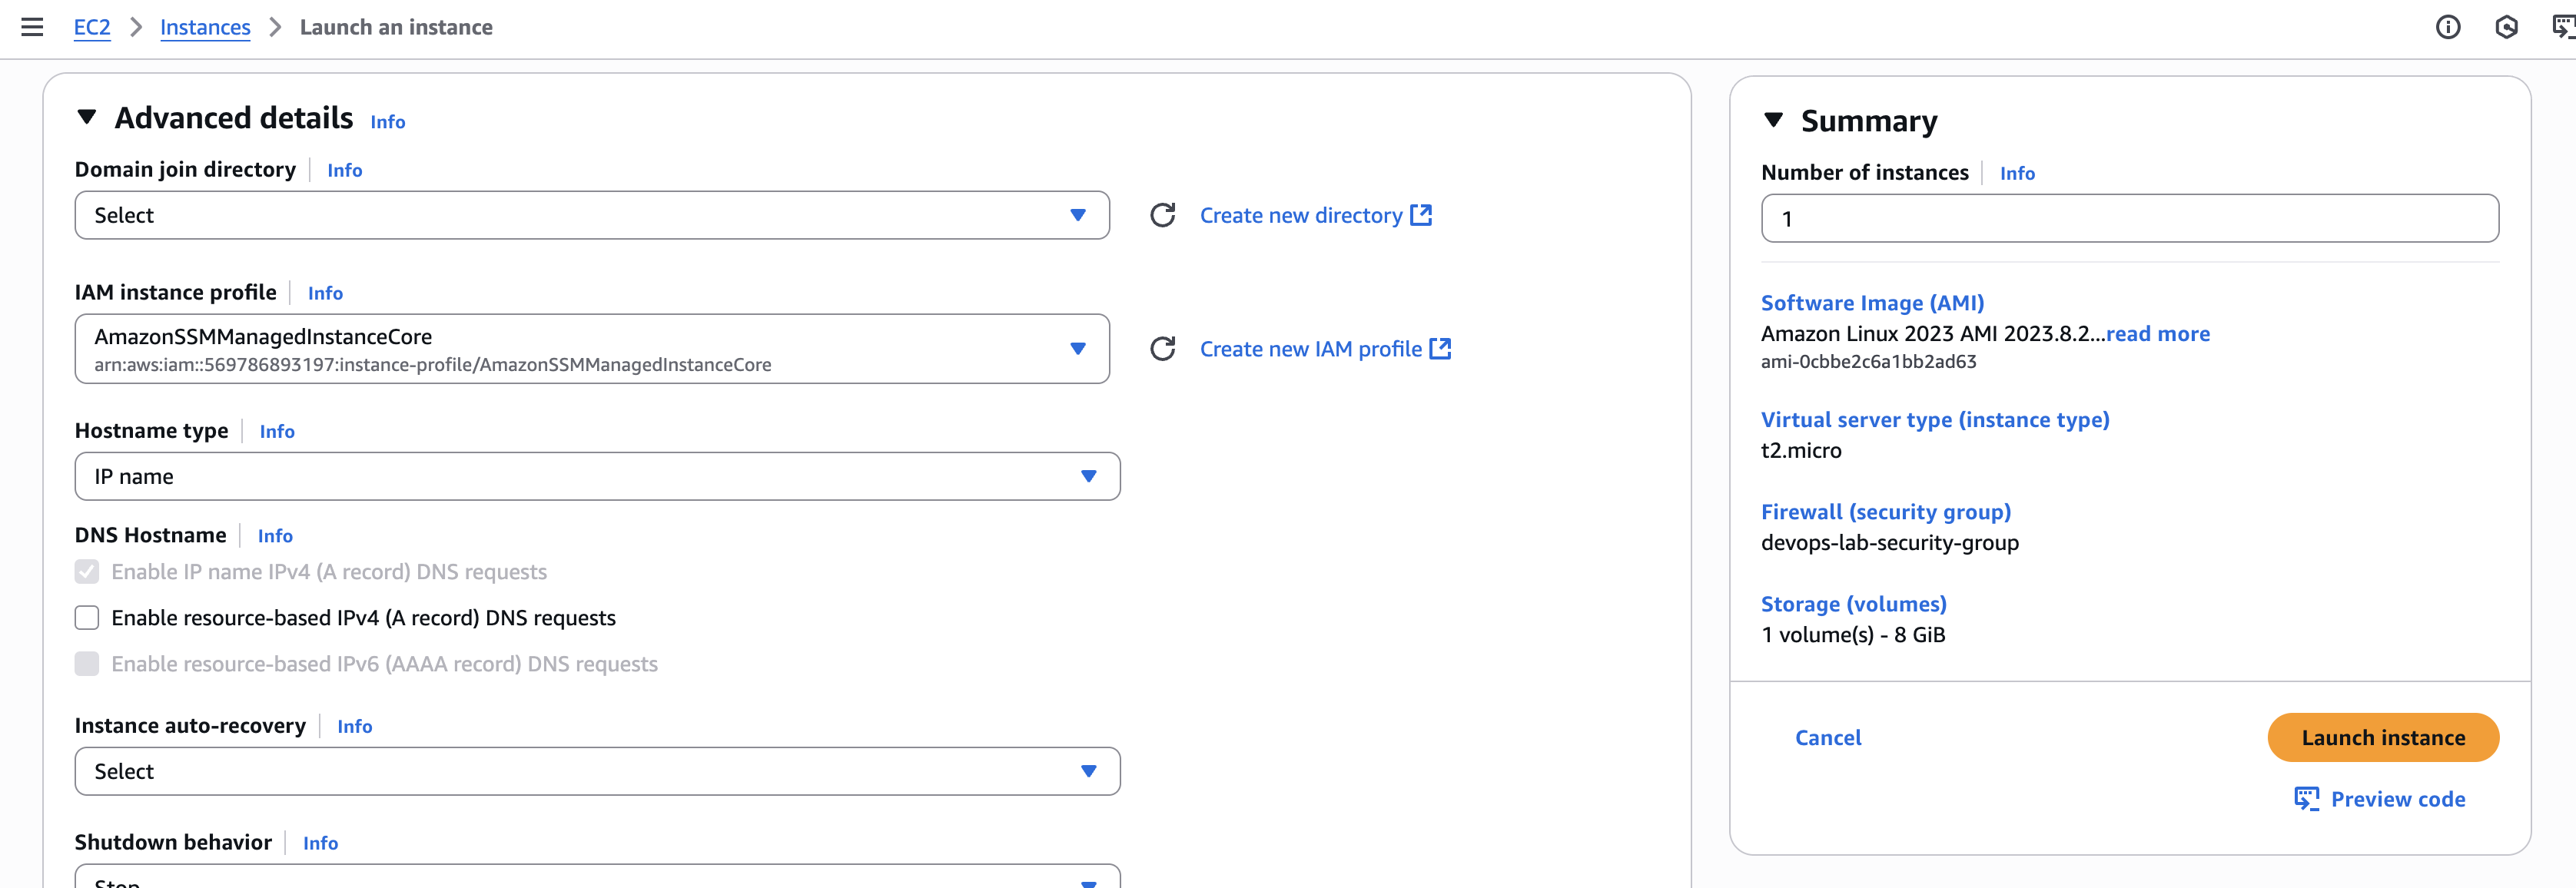 EC2 > Instances > Launch an instance
Advanced details Info
Domain join directory Info
Select
Create new directory
IAM instance profile Info
AmazonSSMManagedInstanceCore
arn:aws:iam::569786893197:instance-profile/AmazonSSMManagedInstanceCore
Create new IAM profile
Hostname type Info
IP name
DNS Hostname Info
Enable IP name IPv4 (A record) DNS requests
Enable resource-based IPv4 (A record) DNS requests
Enable resource-based IPv6 (AAAA record) DNS requests
Instance auto-recovery Info
Select
Shutdown behavior Info
Stop
Summary
Number of instances Info
1
Software Image (AMI)
Amazon Linux 2023 AMI 2023.8.2...read more
ami-0cbbe2c6a1bb2ad63
Virtual server type (instance type)
t2.micro
Firewall (security group)
devops-lab-security-group
Storage (volumes)
1 volume(s) - 8 GiB
Cancel
Launch instance
Preview code